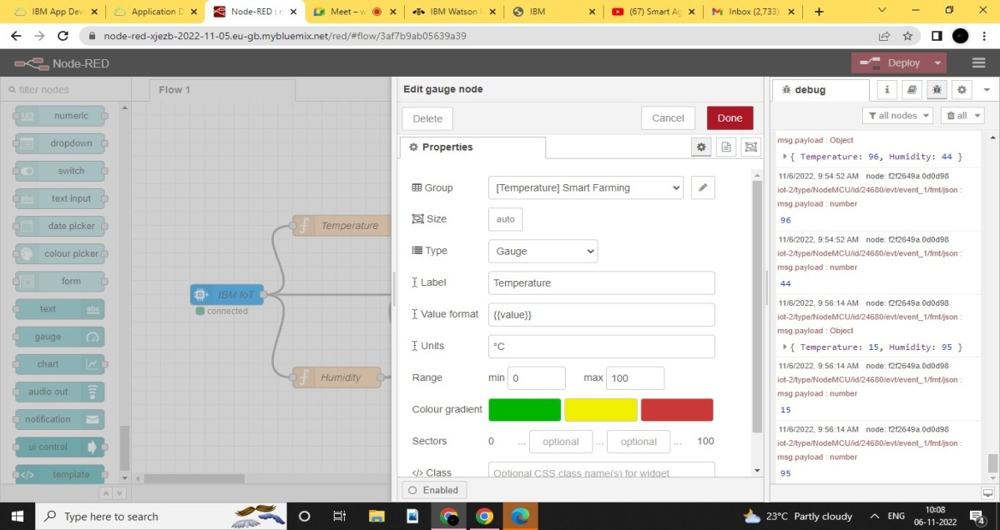 IBM App Dev
Application D
Node-RED : n
Meet – w
IBM Watson
IBM
(67) Smart Ag
Inbox (2,733)
node-red-xjezb-2022-11-05.eu-gb.mybluemix.net/red/#flow/3af7b9ab05639a39
Node-RED
Deploy
filter nodes
Flow 1
numeric
dropdown
switch
text input
date picker
colour picker
form
text
abc
gauge
chart
audio out
notification
ui control
template
Temperature
IBM IoT
connected
Humidity
Edit gauge node
Delete
Cancel
Done
Properties
Group
[Temperature] Smart Farming
Size
auto
Type
Gauge
Label
Temperature
Value format
{{value}}
Units
°C
Range
min 0
max 100
Colour gradient
Sectors
0 ... optional ... optional ... 100
</> Class
Optional CSS class name(s) for widget
Enabled
debug
all nodes
all
msg.payload : Object
{ Temperature: 96, Humidity: 44 }
11/6/2022, 9:54:52 AM node: f2f2649a.0d0d98
iot-2/type/NodeMCU/id/24680/evt/event_1/fmt/json :
msg.payload : number
96
11/6/2022, 9:54:52 AM node: f2f2649a.0d0d98
iot-2/type/NodeMCU/id/24680/evt/event_1/fmt/json :
msg.payload : number
44
11/6/2022, 9:56:14 AM node: f2f2649a.0d0d98
iot-2/type/NodeMCU/id/24680/evt/event_1/fmt/json :
msg.payload : Object
{ Temperature: 15, Humidity: 95 }
11/6/2022, 9:56:14 AM node: f2f2649a.0d0d98
iot-2/type/NodeMCU/id/24680/evt/event_1/fmt/json :
msg.payload : number
15
11/6/2022, 9:56:14 AM node: f2f2649a.0d0d98
iot-2/type/NodeMCU/id/24680/evt/event_1/fmt/json :
msg.payload : number
95
Type here to search
23°C Partly cloudy
ENG
10:08
06-11-2022
4